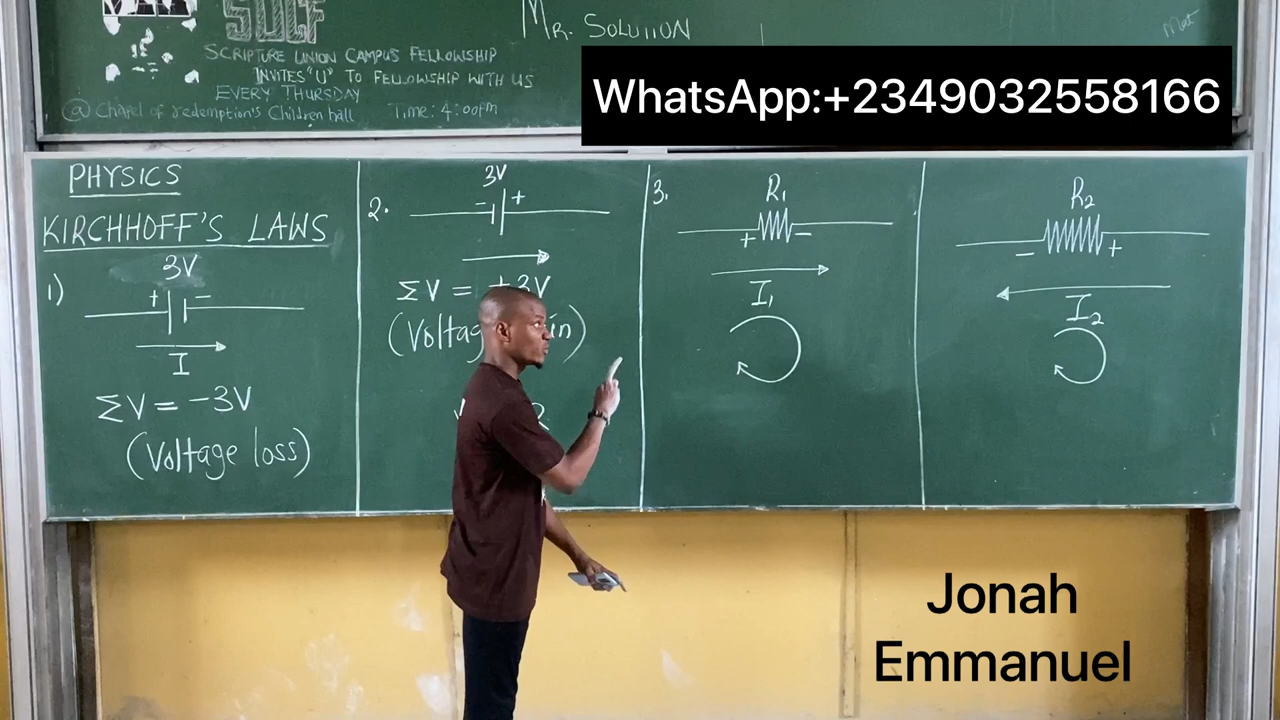 SUCF
MR. SOLUTION
SCRIPTURE UNION CAMPUS FELLOWSHIP
INVITES "U" TO FELLOWSHIP WITH US
EVERY THURSDAY
@ Chapel of redemption's Children hall Time: 4:00pm
WhatsApp:+2349032558166
PHYSICS
KIRCHHOFF'S LAWS
1)
3V
+ -
I
ΣV = -3V
(Voltage loss)
2.
3V
- +
ΣV = +3V
3.
R₁
+ -
I₁
R₂
- +
I₂
Jonah
Emmanuel